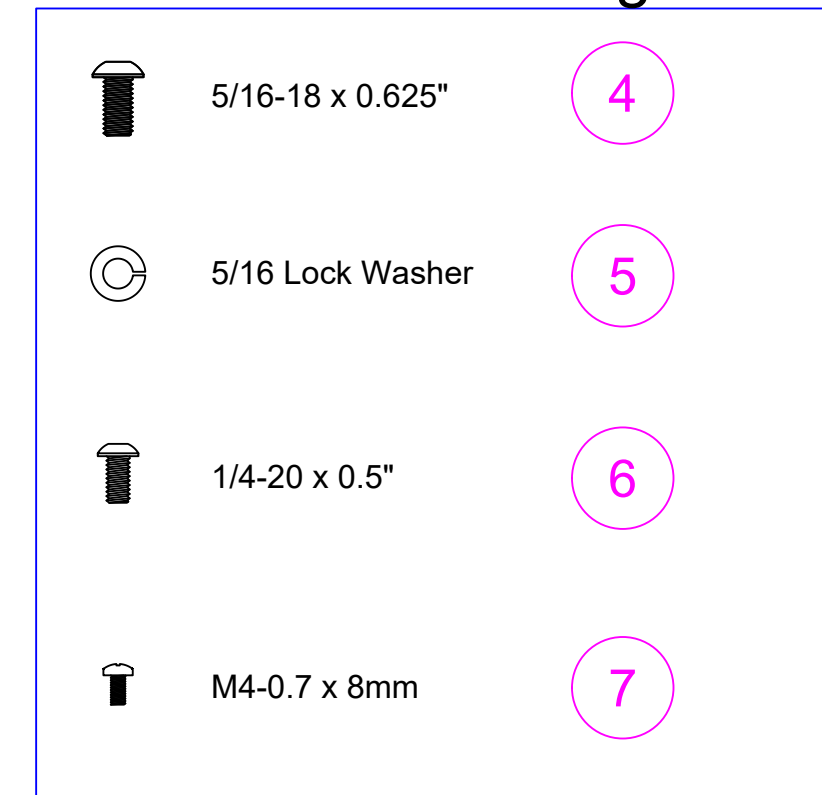 5/16-18 x 0.625" 4
5/16 Lock Washer 5
1/4-20 x 0.5" 6
M4-0.7 x 8mm 7